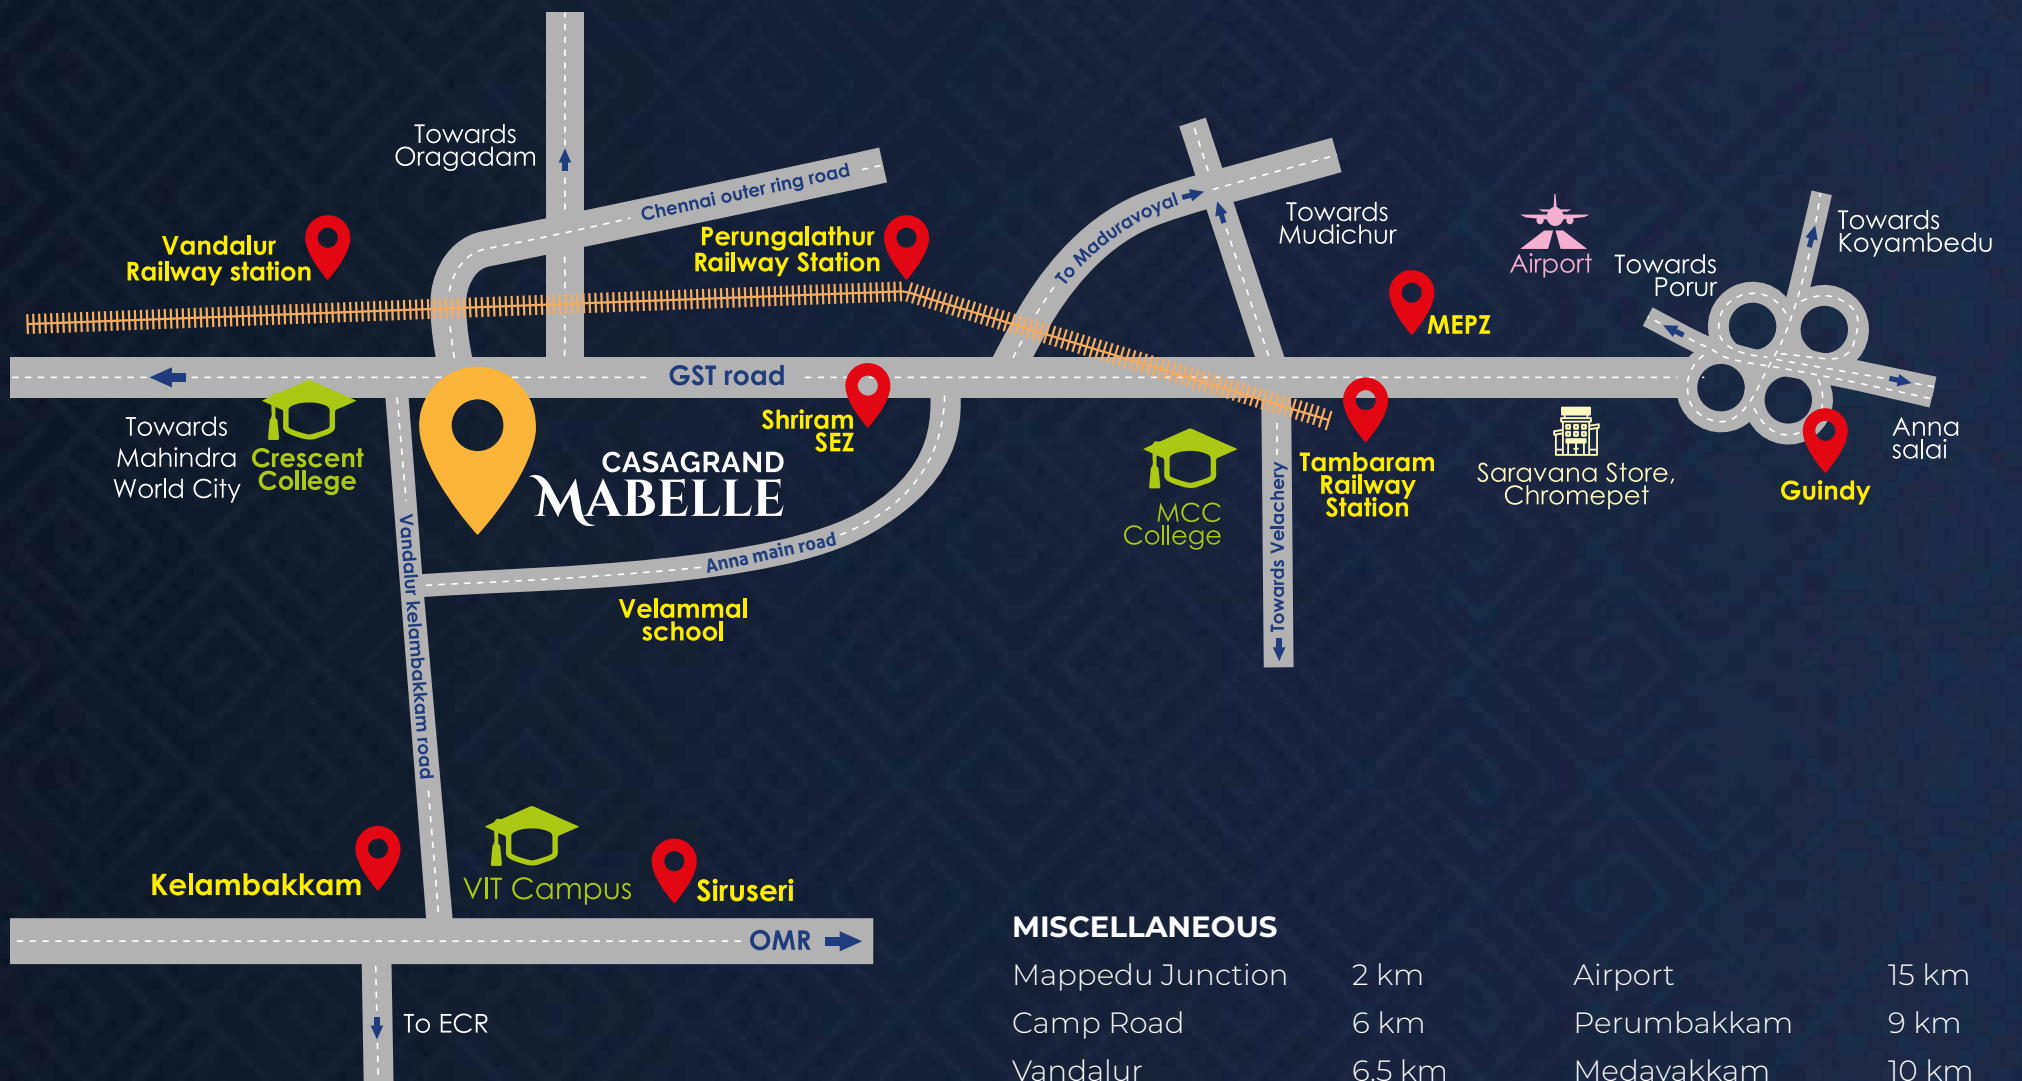 Towards
Oragadam
Chennai outer ring road
Vandalur
Railway station
Perungalathur
Railway Station
To Maduravoyal
Towards
Mudichur
Airport
Towards
Koyambedu
Towards
Porur
MEPZ
GST road
Towards
Mahindra
World City
Crescent
College
CASAGRAND
MABELLE
Shriram
SEZ
MCC
College
Towards Velachery
Tambaram
Railway
Station
Saravana Store,
Chromepet
Guindy
Anna
salai
Anna main road
Velammal
school
Vandalur kelambakkam road
Kelambakkam
VIT Campus
Siruseri
OMR
To ECR
MISCELLANEOUS
Mappedu Junction 2 km Airport 15 km
Camp Road 6 km Perumbakkam 9 km
Vandalur 6.5 km Medavakkam 10 km